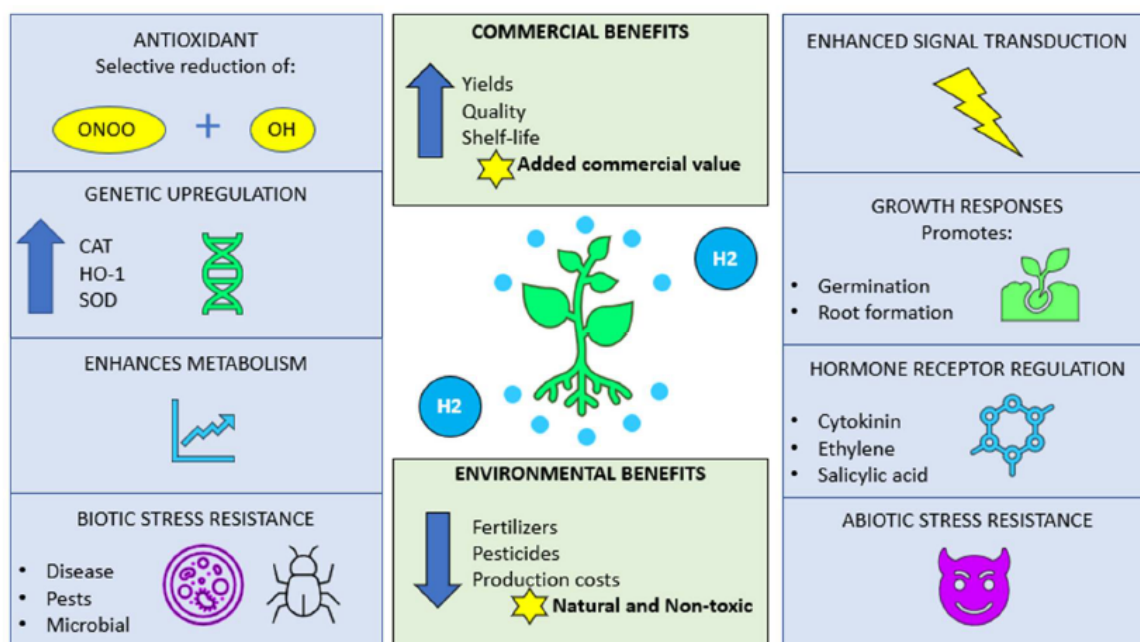 ANTIOXIDANT
Selective reduction of:
ONOO + OH
GENETIC UPREGULATION
CAT
HO-1
SOD
ENHANCES METABOLISM
BIOTIC STRESS RESISTANCE
• Disease
• Pests
• Microbial
COMMERCIAL BENEFITS
Yields
Quality
Shelf-life
Added commercial value
H2
H2
ENVIRONMENTAL BENEFITS
Fertilizers
Pesticides
Production costs
Natural and Non-toxic
ENHANCED SIGNAL TRANSDUCTION
GROWTH RESPONSES
Promotes:
• Germination
• Root formation
HORMONE RECEPTOR REGULATION
• Cytokinin
• Ethylene
• Salicylic acid
ABIOTIC STRESS RESISTANCE